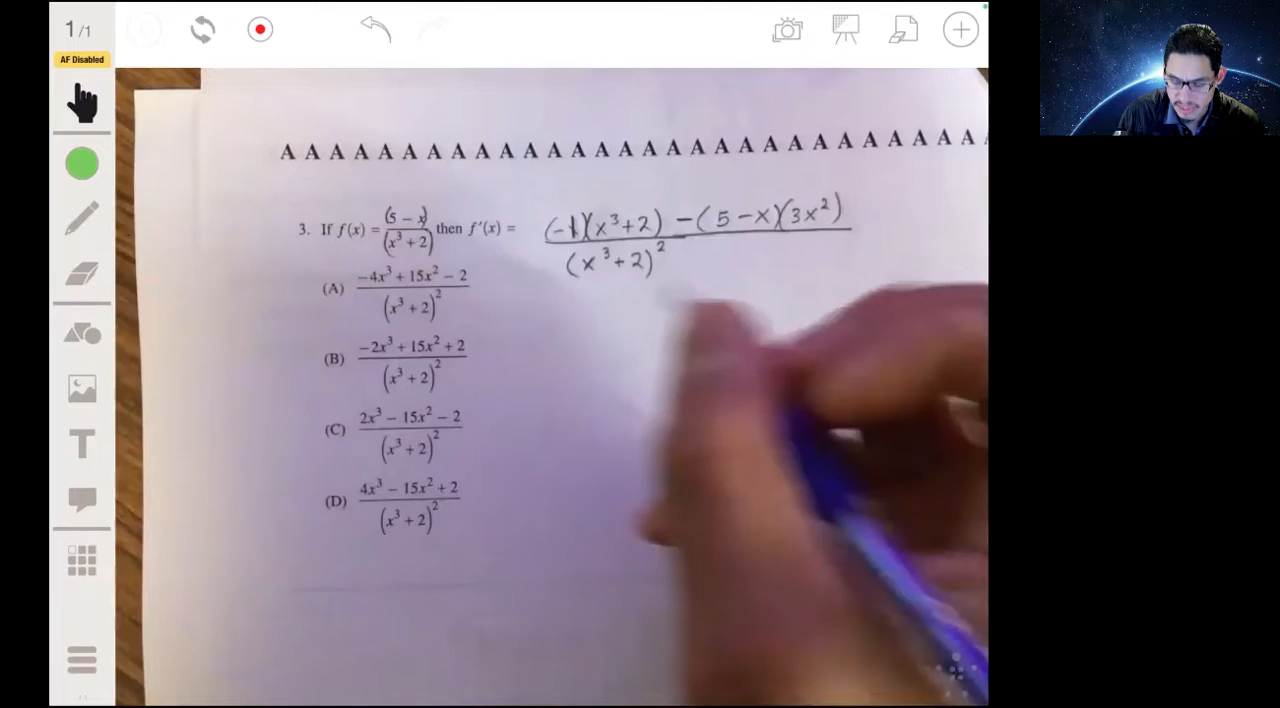 1/1
AF Disabled
T
A A A A A A A A A A A A A A A A A A A A A A A A A A A A A A
3. If f(x) = (5 − x)/(x³ + 2) then f′(x) = (-1)(x³+2) − (5 − x)(3x²)/(x³+2)²
(A) −4x³ + 15x² − 2/(x³ + 2)²
(B) −2x³ + 15x² + 2/(x³ + 2)²
(C) 2x³ − 15x² − 2/(x³ + 2)²
(D) 4x³ − 15x² + 2/(x³ + 2)²